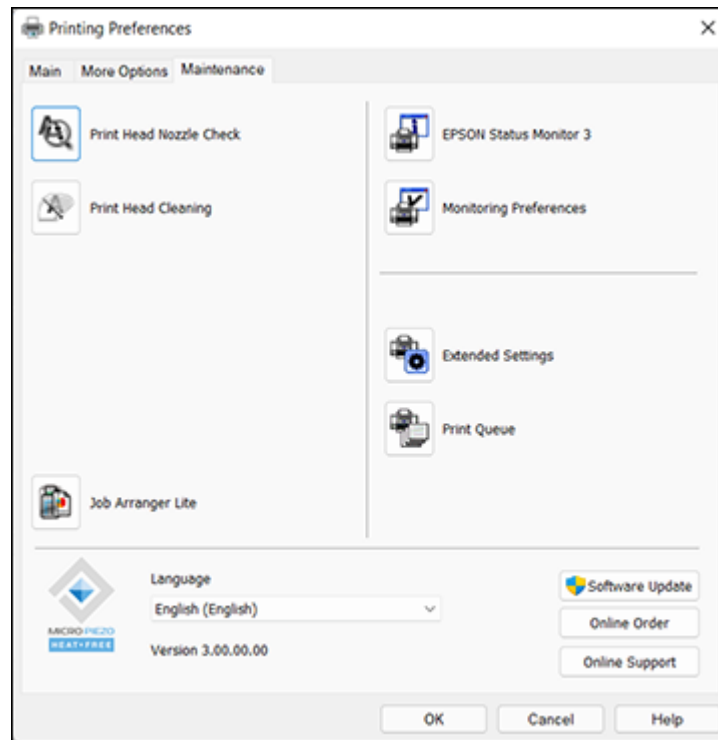 Printing Preferences
Main
More Options
Maintenance
Print Head Nozzle Check
Print Head Cleaning
Job Arranger Lite
EPSON Status Monitor 3
Monitoring Preferences
Extended Settings
Print Queue
MICRO PIEZO
HEAT-FREE
Language
English (English)
Version 3.00.00.00
Software Update
Online Order
Online Support
OK
Cancel
Help